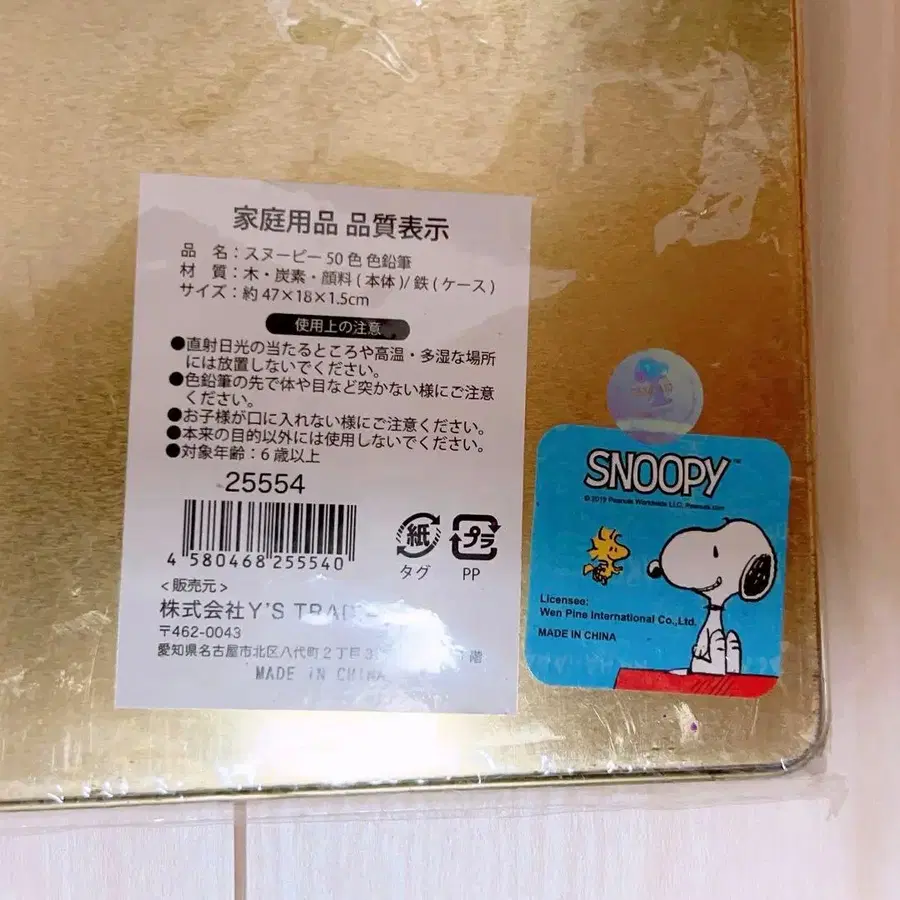 家庭用品 品質表示
品 名：スヌーピー 50 色 色鉛筆
材 質：木・炭素・顔料 ( 本体 )/ 鉄 ( ケース )
サイズ：約 47×18×1.5cm
使用上の注意
●直射日光の当たるところや高温・多湿な場所
には放置しないでください。
●色鉛筆の先で体や目など突かない様にご注意
ください。
●お子様が口に入れない様にご注意ください。
●本来の目的以外には使用しないでください。
●対象年齢：6 歳以上
25554
4 580468 255540
紙
タグ
プラ
PP
＜販売元＞
株式会社Y'S
〒462-0043
愛知県名古屋市北区八代町２丁目
階
MADE IN CHINA
SNOOPY™
© 2019 Peanuts Worldwide LLC, Peanuts.com
Licensee:
Wen Pine International Co.,Ltd.
MADE IN CHINA